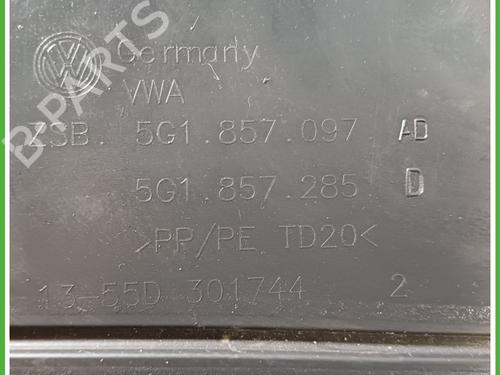 B-PARTS
Germany
VWA
ZSB. 5G1.857.097 AD
5G1.857.285 D
>PP/PE TD20<
13-55D 301744 2